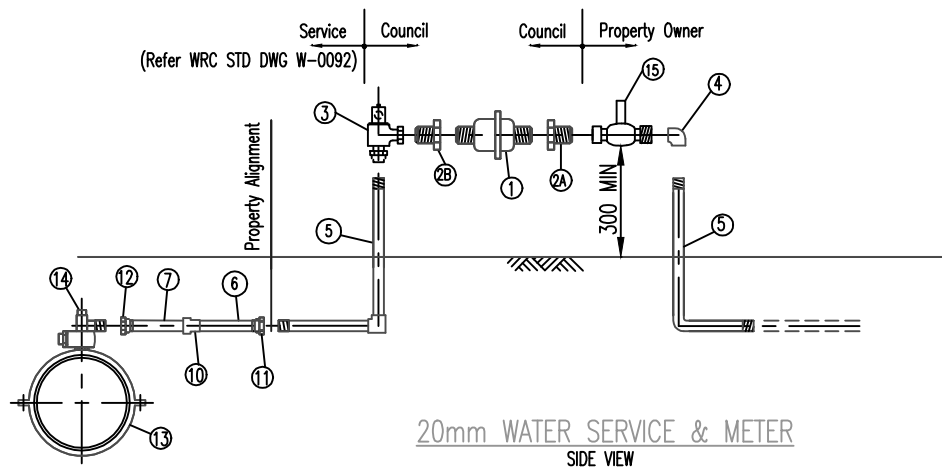 Service Council
(Refer WRC STD DWG W-0092)
Council Property Owner
15
3
4
2B
1
2A
Property Alignment
300 MIN
5
5
14
12
7
6
10
11
13
20mm WATER SERVICE & METER
SIDE VIEW